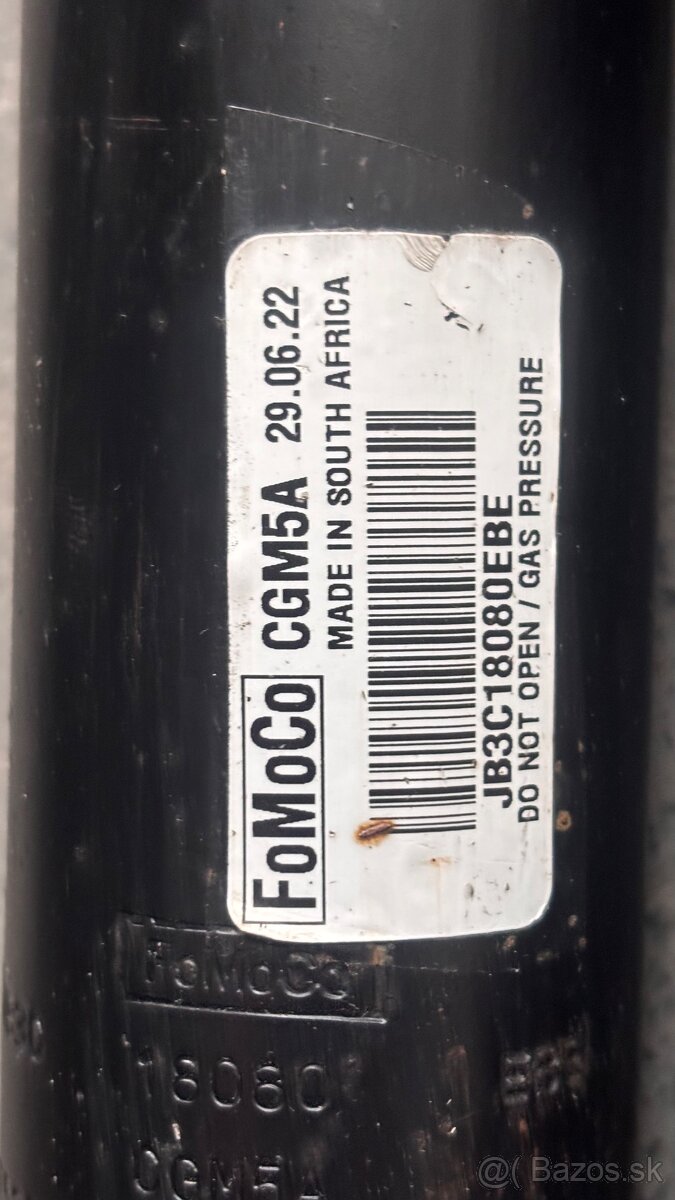 FoMoCo CGM5A 29.06.22
MADE IN SOUTH AFRICA
JB3C18080EBE
DO NOT OPEN / GAS PRESSURE
FoMoCo
18080
CGM5A
@( Bazos.sk